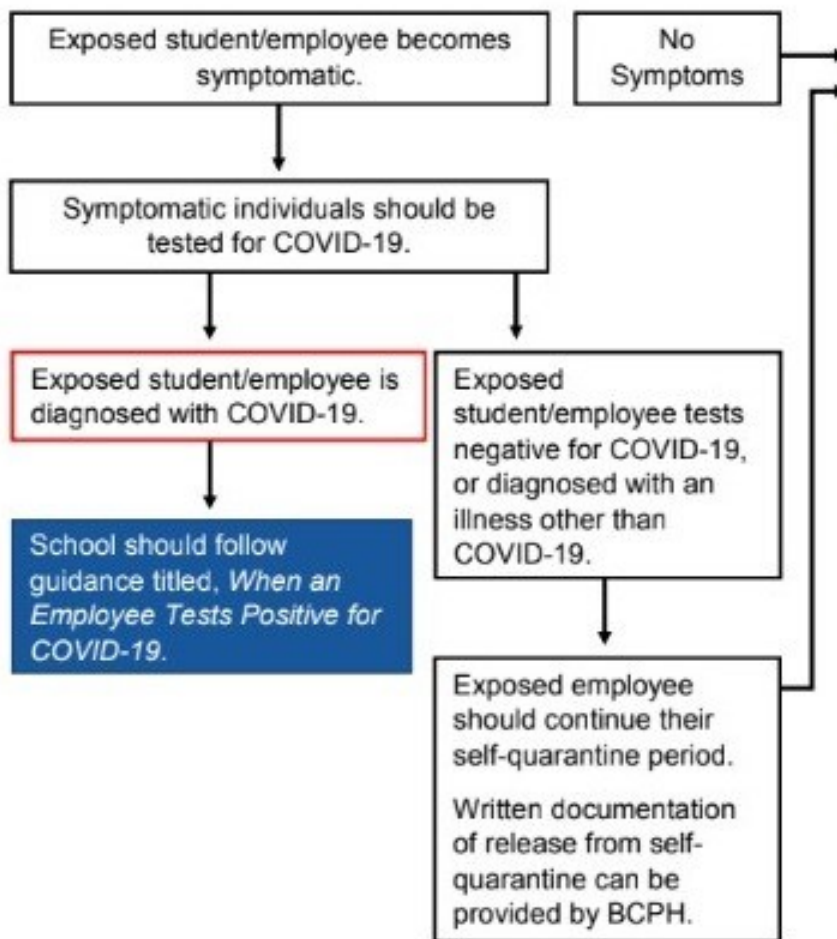 Exposed student/employee becomes
symptomatic.
No
Symptoms
Symptomatic individuals should be
tested for COVID-19.
Exposed student/employee is
diagnosed with COVID-19.
Exposed
student/employee tests
negative for COVID-19,
or diagnosed with an
illness other than
COVID-19.
School should follow
guidance titled, When an
Employee Tests Positive for
COVID-19.
Exposed employee
should continue their
self-quarantine period.
Written documentation
of release from self-
quarantine can be
provided by BCPH.